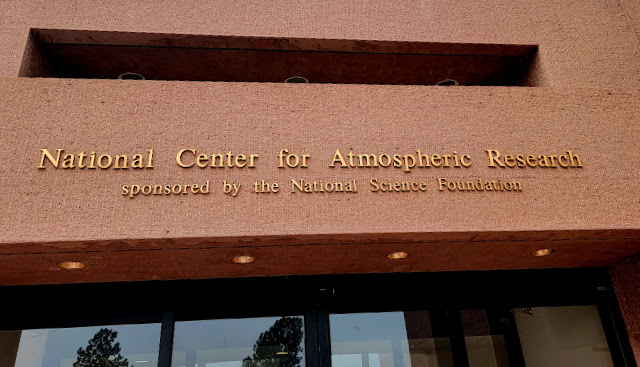 National Center for Atmospheric Research
sponsored by the National Science Foundation